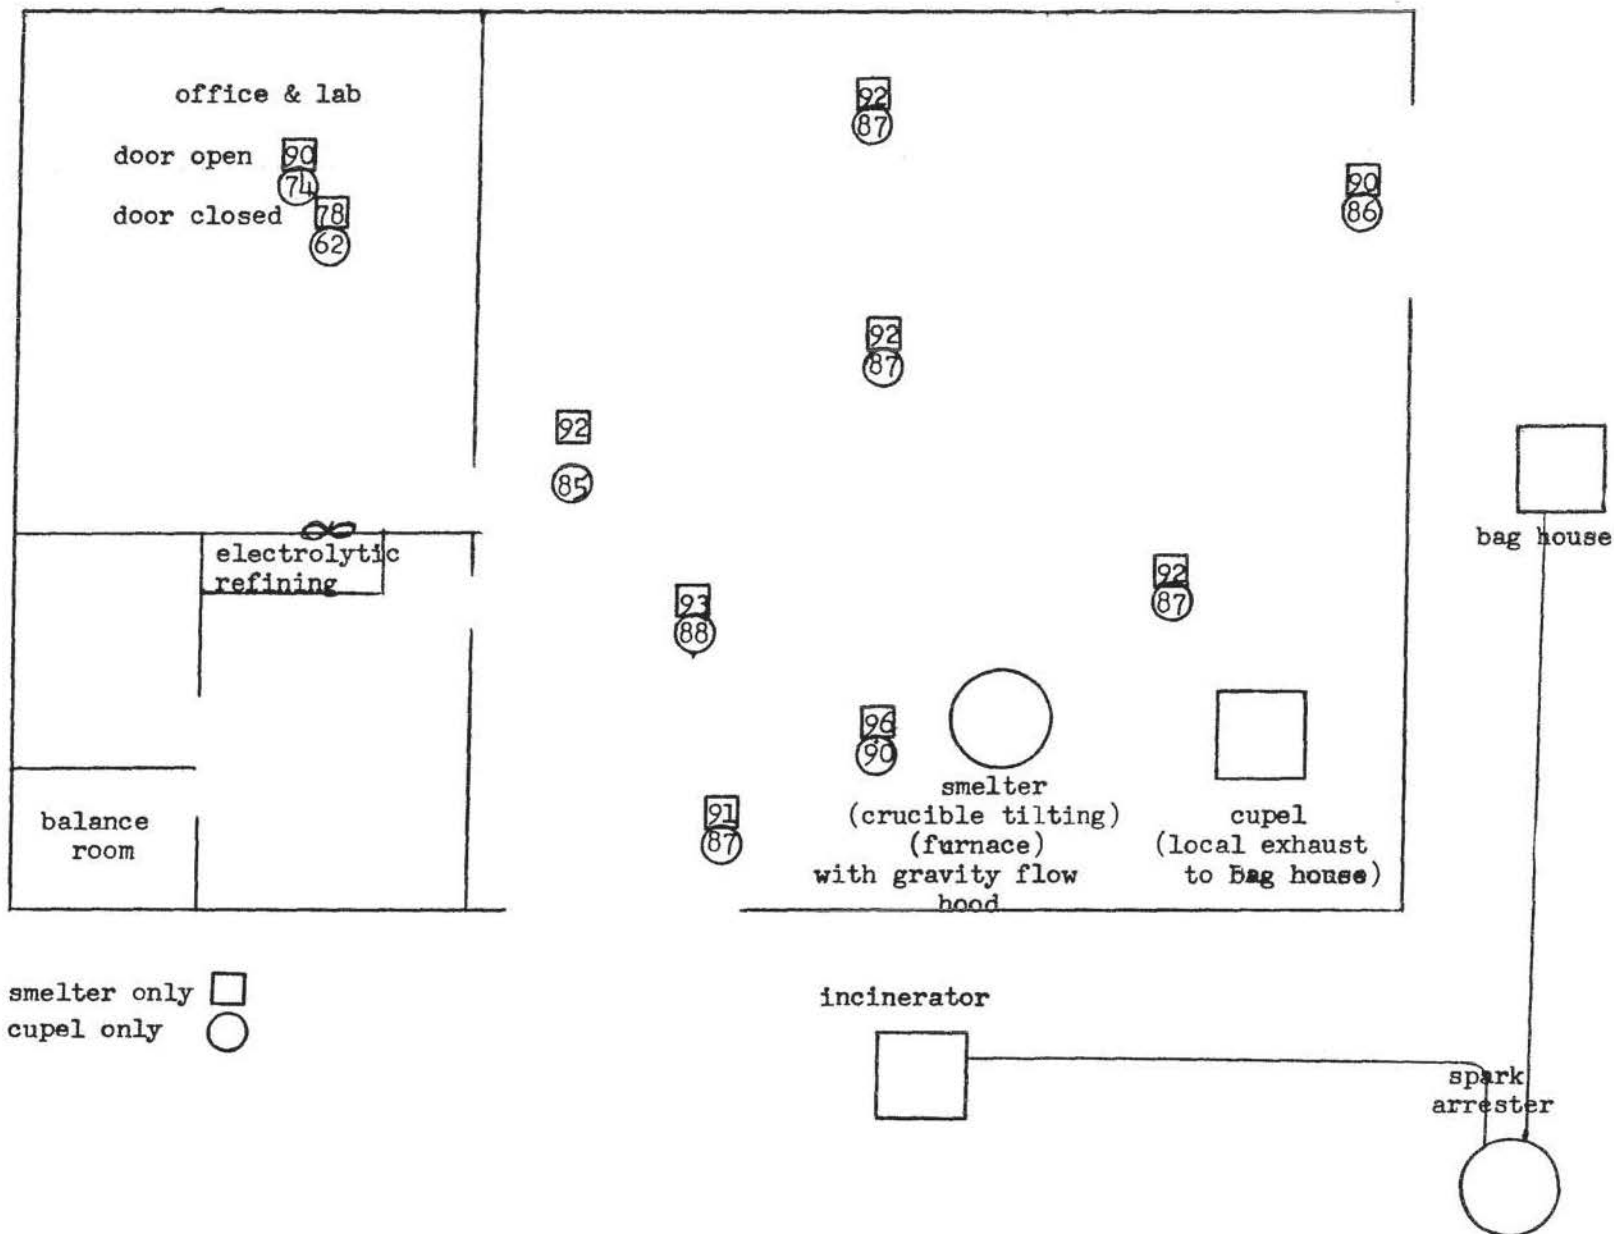 office & lab
door open 90
74
door closed 78
62
92
87
90
86
92
87
92
85
electrolytic
refining
93
88
92
87
96
90
91
87
bag house
balance
room
smelter
(crucible tilting)
(furnace)
with gravity flow
hood
cupel
(local exhaust
to Bag house)
smelter only
cupel only
incinerator
spark
arrester